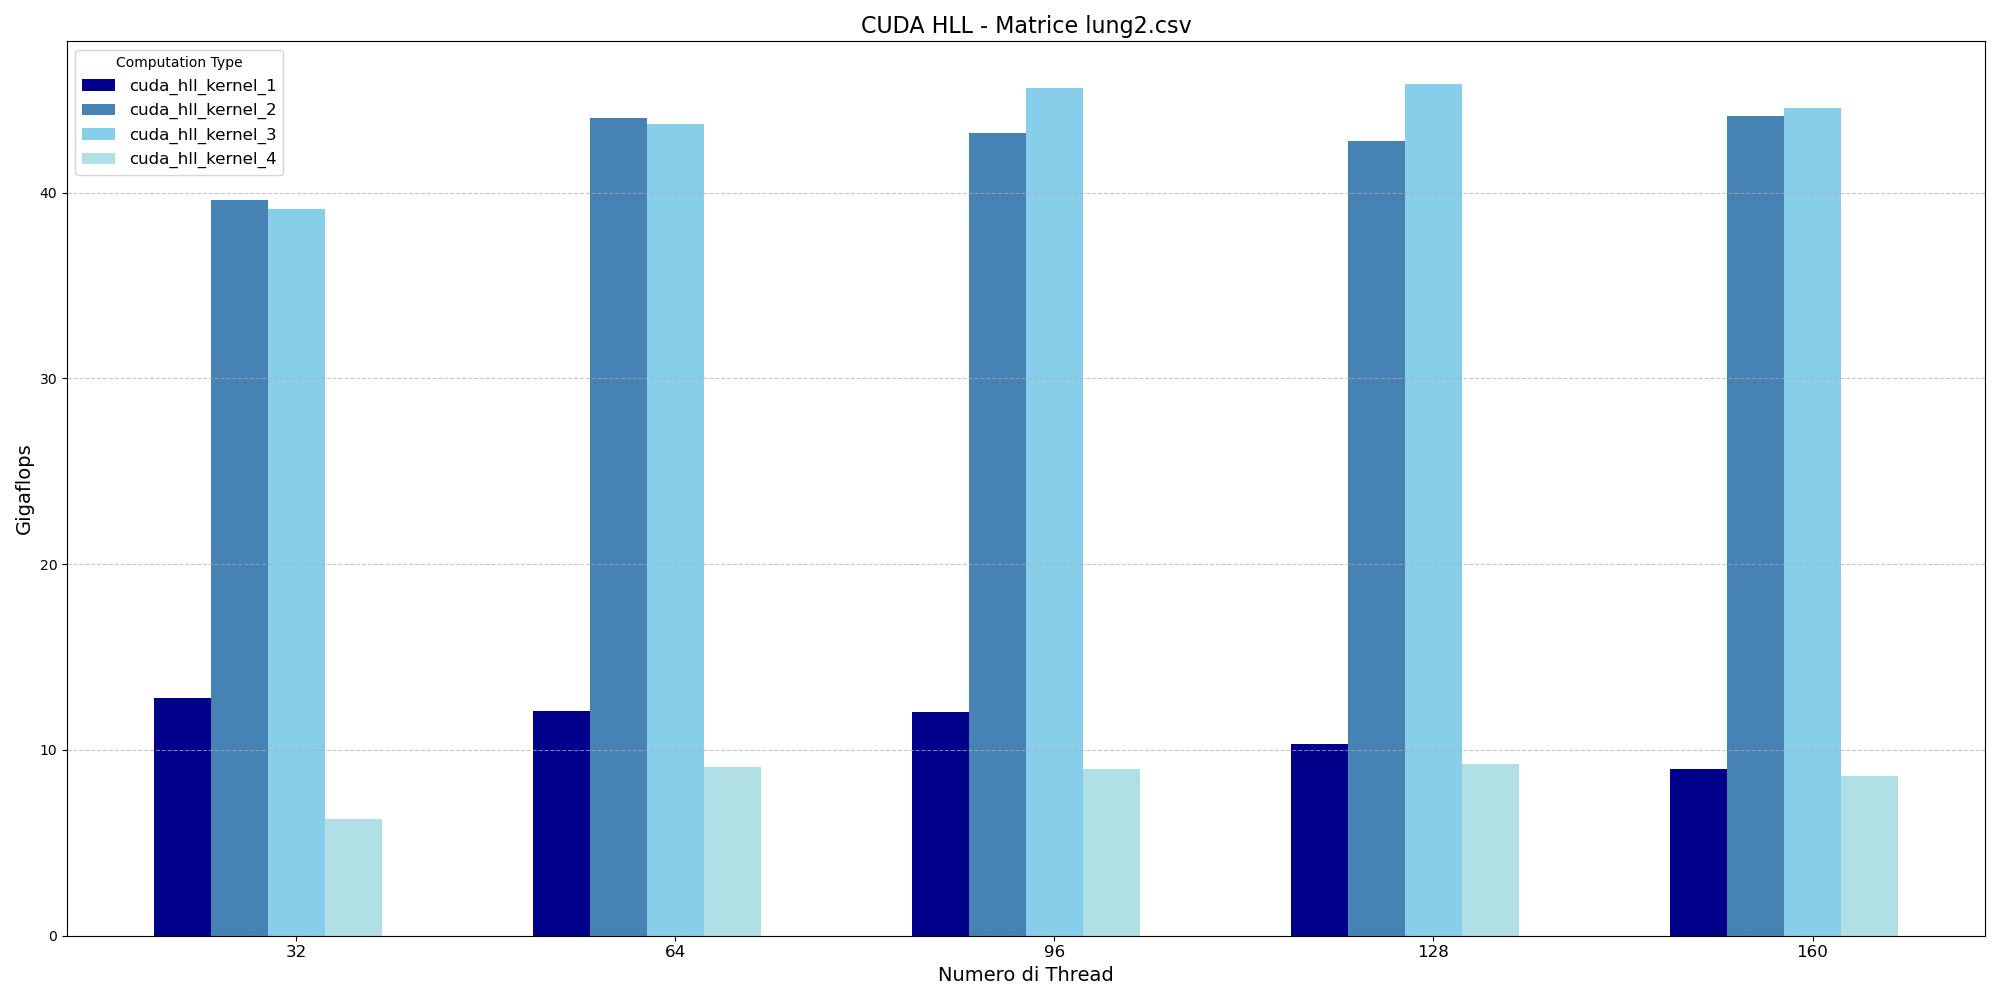 CUDA HLL - Matrice lung2.csv
Computation Type
cuda_hll_kernel_1
cuda_hll_kernel_2
cuda_hll_kernel_3
cuda_hll_kernel_4
Gigaflops
40
30
20
10
0
32 64 96 128 160
Numero di Thread